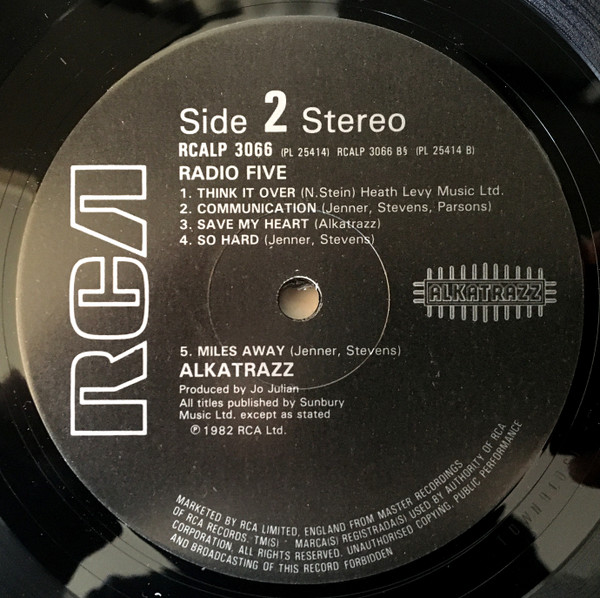 Side 2 Stereo
RCALP 3066 (PL 25414) RCALP 3066 B§ (PL 25414 B)
RADIO FIVE
1. THINK IT OVER (N.Stein) Heath Levy Music Ltd.
2. COMMUNICATION (Jenner, Stevens, Parsons)
3. SAVE MY HEART (Alkatrazz)
4. SO HARD (Jenner, Stevens)
RCA
ALKATRAZZ
5. MILES AWAY (Jenner, Stevens)
ALKATRAZZ
Produced by Jo Julian
All titles published by Sunbury
Music Ltd. except as stated
℗ 1982 RCA Ltd.
MARKETED BY RCA LIMITED, ENGLAND FROM MASTER RECORDINGS
OF RCA RECORDS. TM(S) · MARCA(S) REGISTRADA(S) USED BY AUTHORITY OF RCA
CORPORATION, ALL RIGHTS RESERVED. UNAUTHORISED COPYING, PUBLIC PERFORMANCE
AND BROADCASTING OF THIS RECORD FORBIDDEN